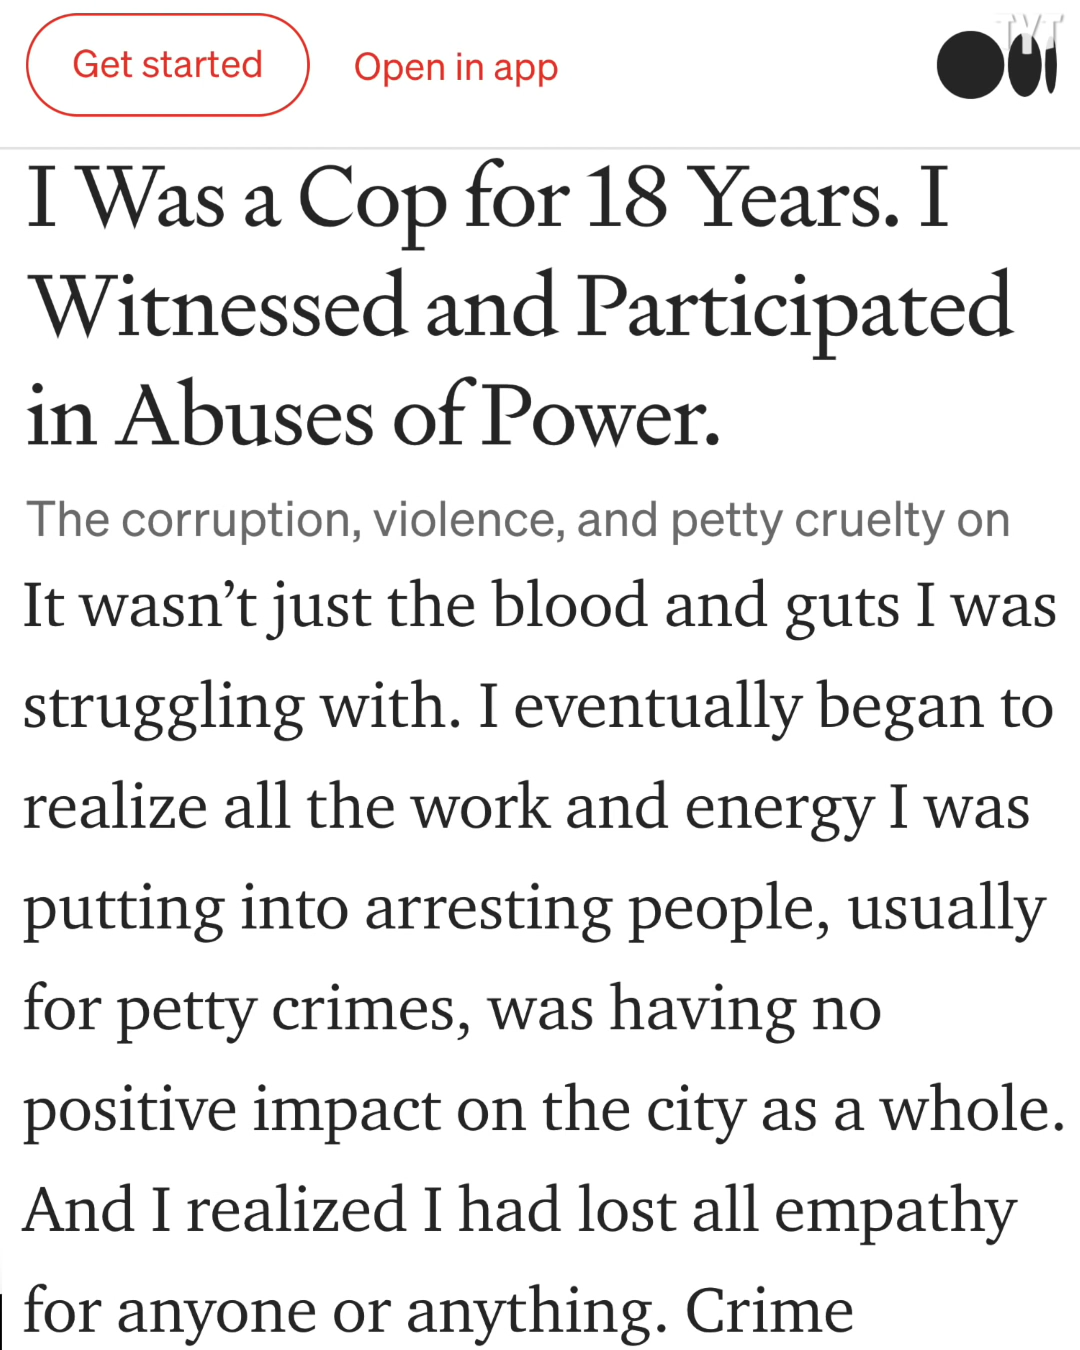 Get started
Open in app
TYT
I Was a Cop for 18 Years. I
Witnessed and Participated
in Abuses of Power.
The corruption, violence, and petty cruelty on
It wasn’t just the blood and guts I was
struggling with. I eventually began to
realize all the work and energy I was
putting into arresting people, usually
for petty crimes, was having no
positive impact on the city as a whole.
And I realized I had lost all empathy
for anyone or anything. Crime